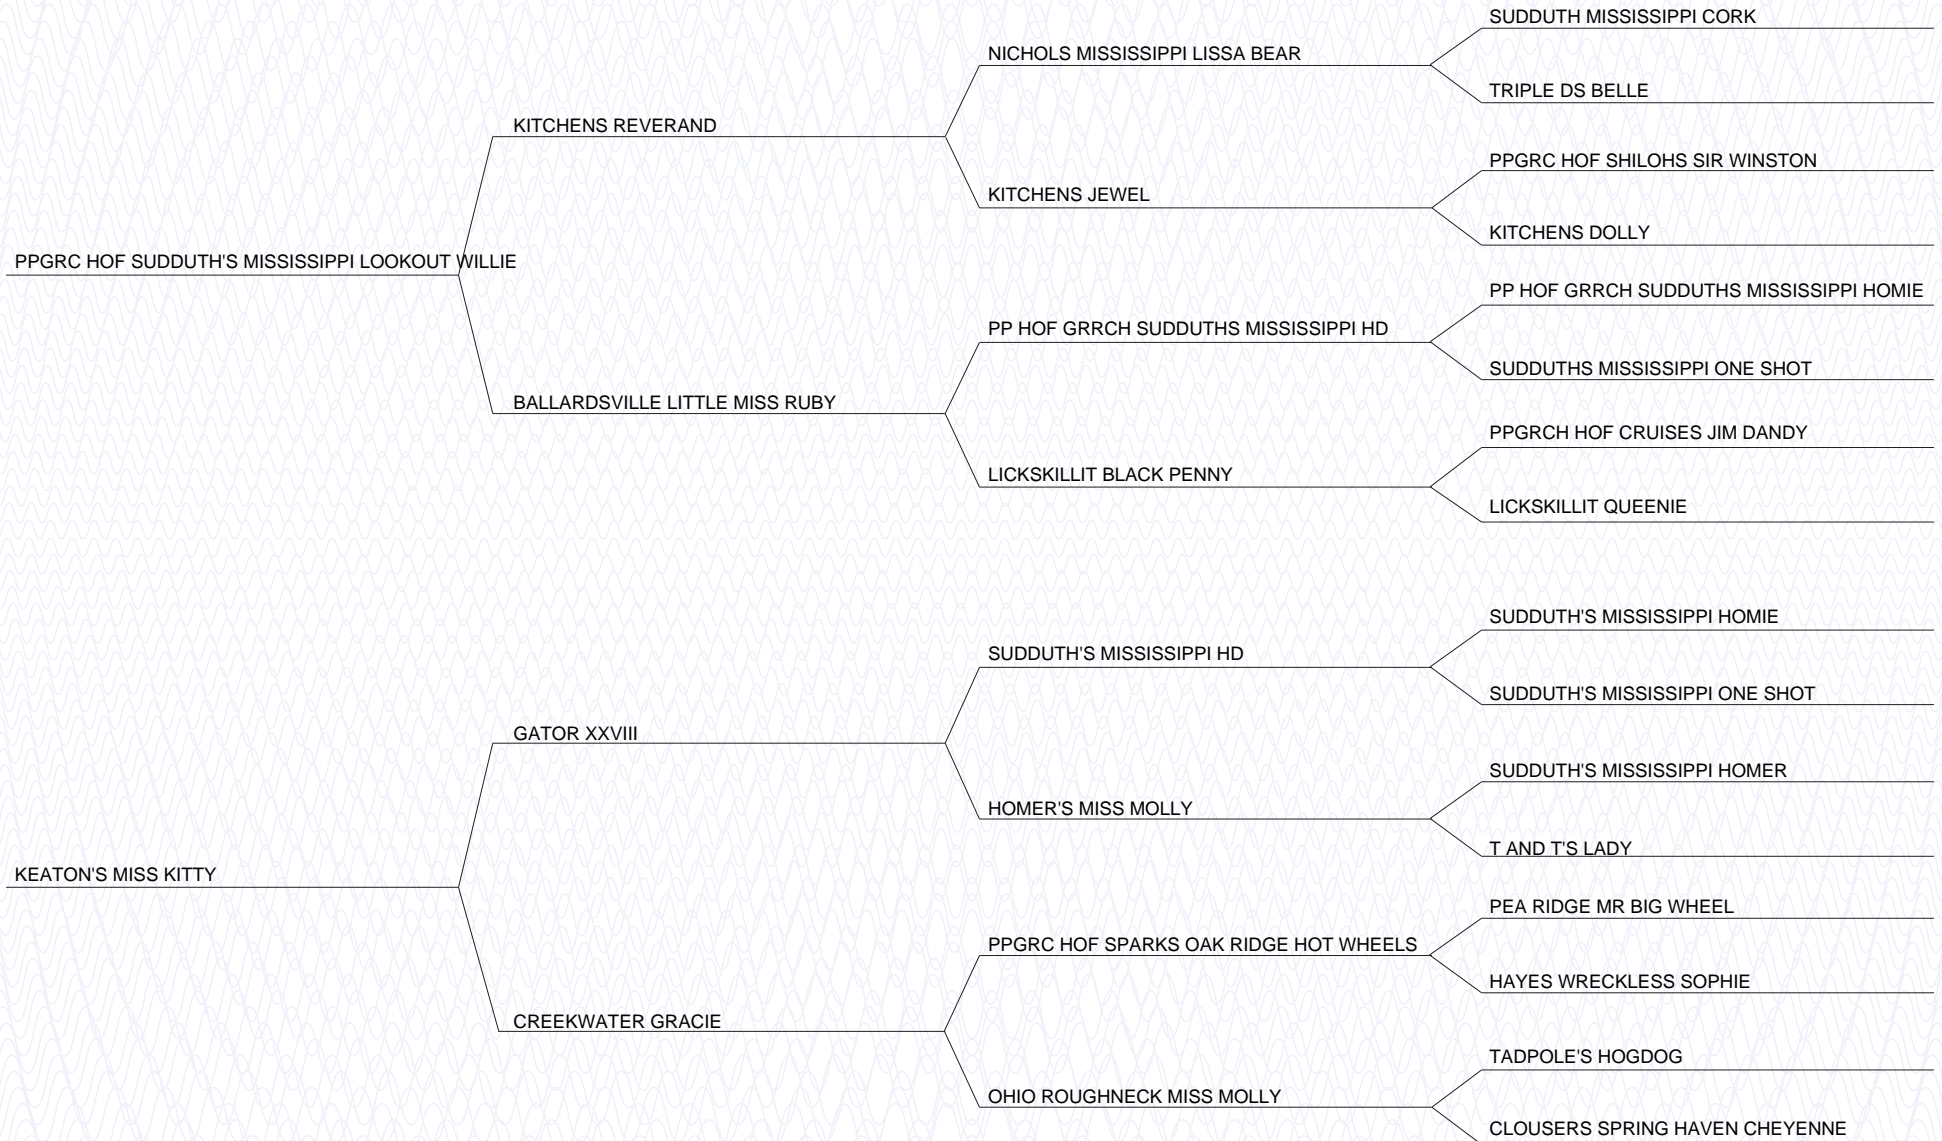 SUDDUTH MISSISSIPPI CORK
NICHOLS MISSISSIPPI LISSA BEAR
TRIPLE DS BELLE
KITCHENS REVERAND
PPGRC HOF SHILOHS SIR WINSTON
KITCHENS JEWEL
KITCHENS DOLLY
PPGRC HOF SUDDUTH'S MISSISSIPPI LOOKOUT WILLIE
PP HOF GRRCH SUDDUTHS MISSISSIPPI HOMIE
PP HOF GRRCH SUDDUTHS MISSISSIPPI HD
SUDDUTHS MISSISSIPPI ONE SHOT
BALLARDSVILLE LITTLE MISS RUBY
PPGRCH HOF CRUISES JIM DANDY
LICKSKILLIT BLACK PENNY
LICKSKILLIT QUEENIE
SUDDUTH'S MISSISSIPPI HOMIE
SUDDUTH'S MISSISSIPPI HD
SUDDUTH'S MISSISSIPPI ONE SHOT
GATOR XXVIII
SUDDUTH'S MISSISSIPPI HOMER
HOMER'S MISS MOLLY
T AND T'S LADY
KEATON'S MISS KITTY
PEA RIDGE MR BIG WHEEL
PPGRC HOF SPARKS OAK RIDGE HOT WHEELS
HAYES WRECKLESS SOPHIE
CREEKWATER GRACIE
TADPOLE'S HOGDOG
OHIO ROUGHNECK MISS MOLLY
CLOUSERS SPRING HAVEN CHEYENNE